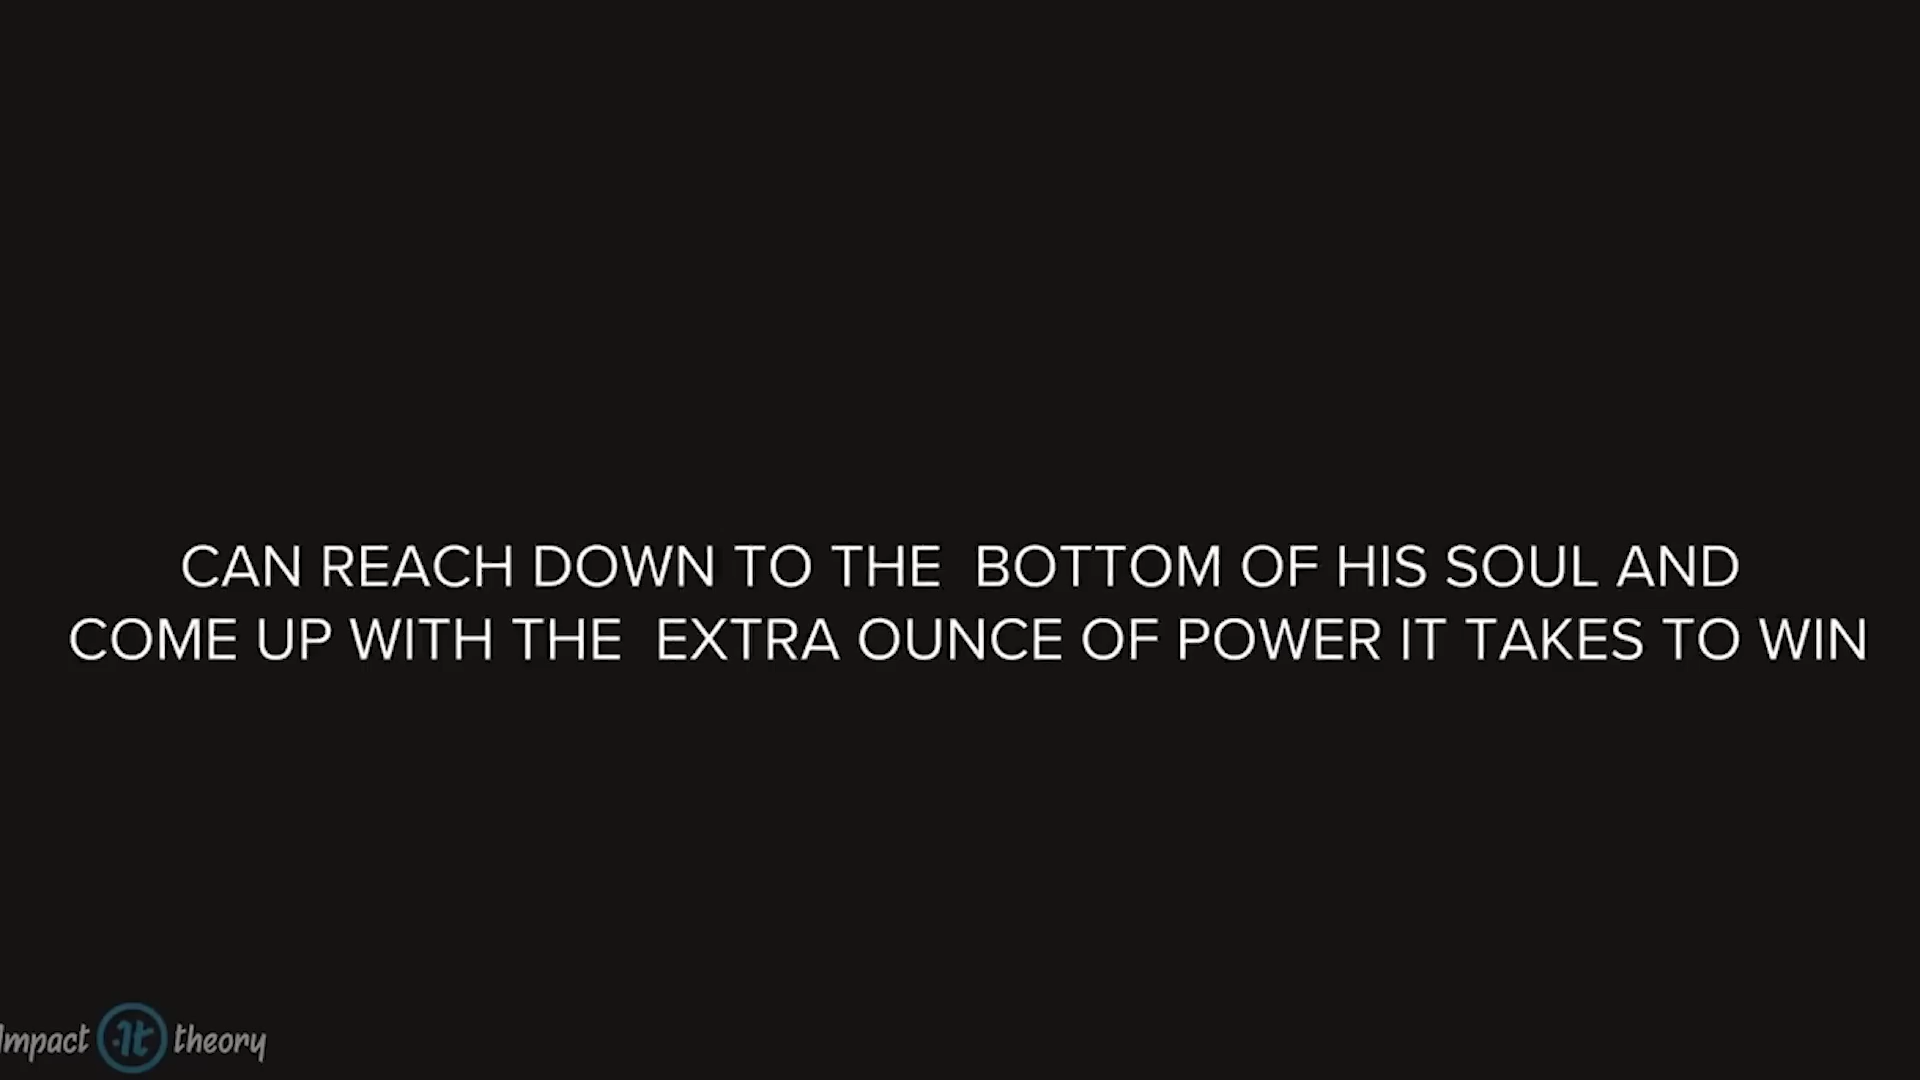 CAN REACH DOWN TO THE BOTTOM OF HIS SOUL AND
COME UP WITH THE EXTRA OUNCE OF POWER IT TAKES TO WIN
Impact it theory